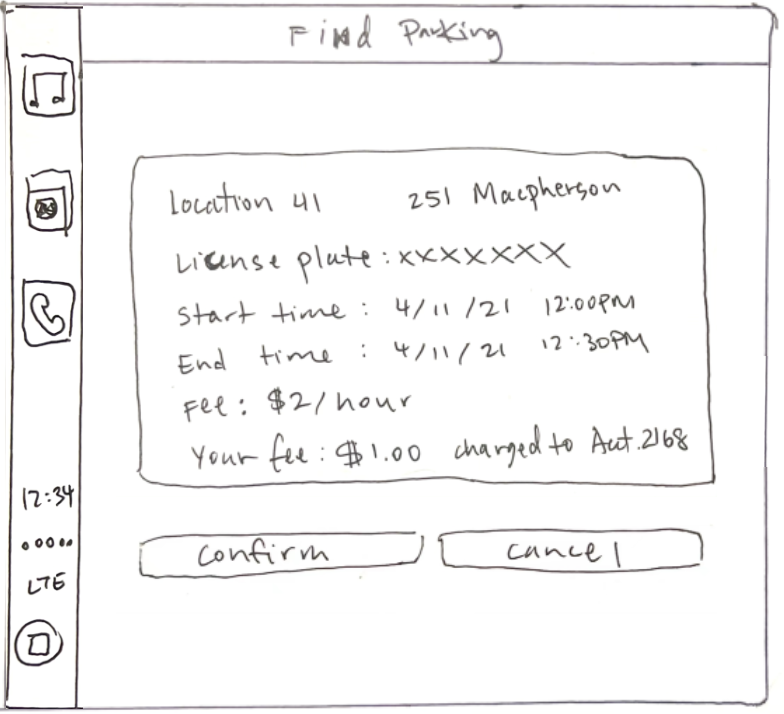 Find Parking
Location 41 251 Macpherson
License plate: XXXXXXX
Start time: 4/11/21 12:00PM
End time: 4/11/21 12:30PM
Fee: $2/hour
Your fee: $1.00 charged to Act. 2168
Confirm cancel
12:34
LTE